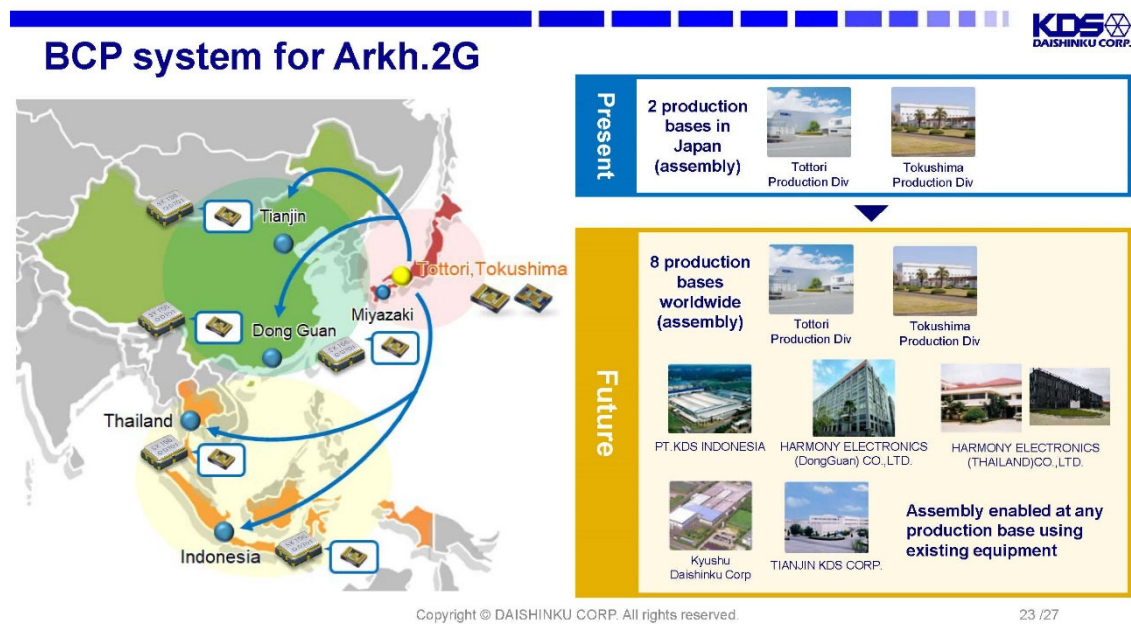 KDS
DAISHINKU CORP.
BCP system for Arkh.2G
Tianjin
Tottori,Tokushima
Miyazaki
Dong Guan
Thailand
Indonesia
Present
2 production
bases in
Japan
(assembly)
Tottori
Production Div
Tokushima
Production Div
Future
8 production
bases
worldwide
(assembly)
Tottori
Production Div
Tokushima
Production Div
PT.KDS INDONESIA
HARMONY ELECTRONICS
(DongGuan) CO.,LTD.
HARMONY ELECTRONICS
(THAILAND)CO.,LTD.
Kyushu
Daishinku Corp
TIANJIN KDS CORP.
Assembly enabled at any
production base using
existing equipment
Copyright © DAISHINKU CORP. All rights reserved.
23 /27